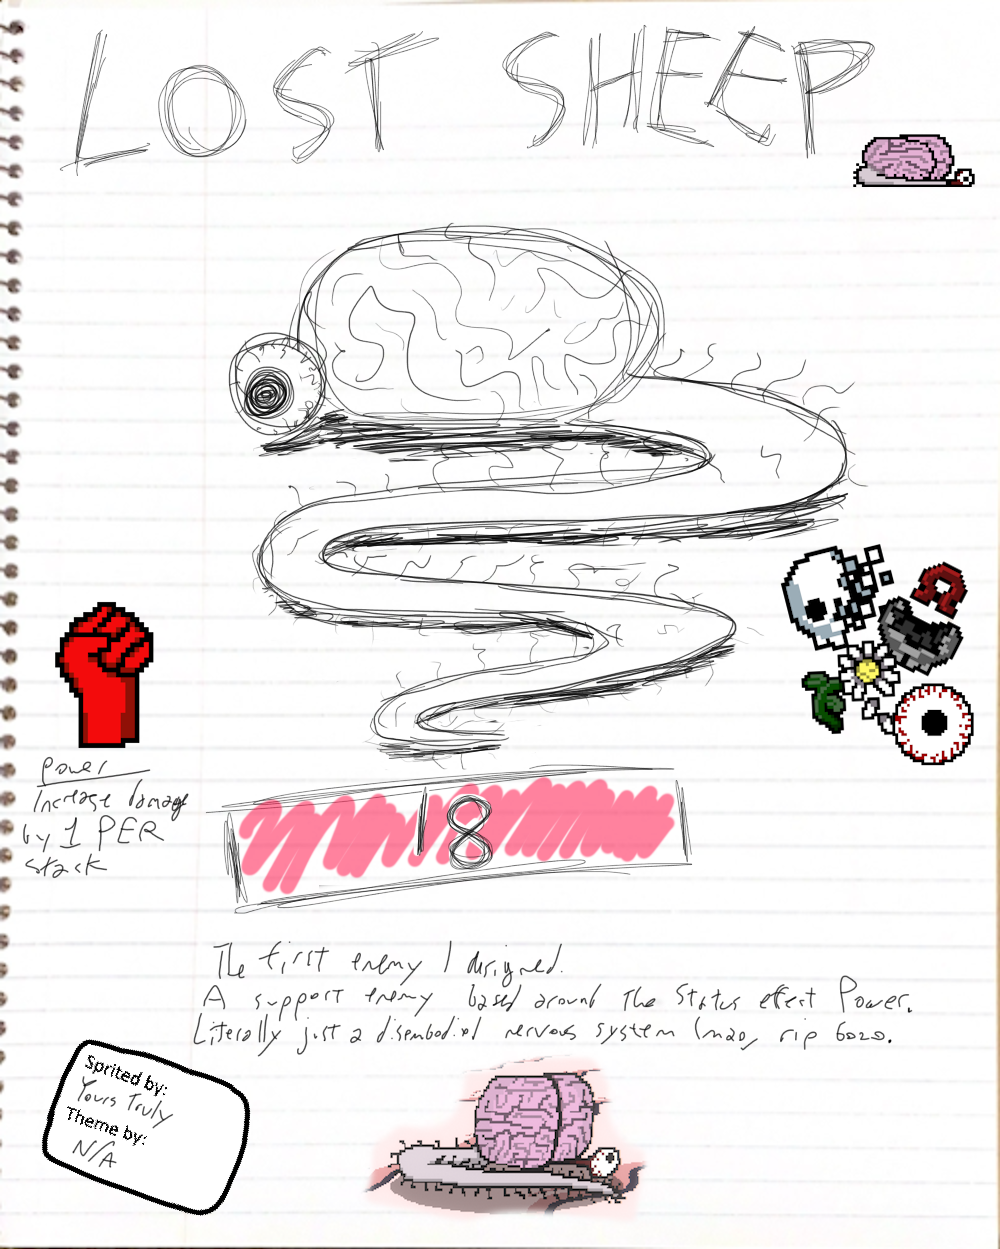 LOST SHEEP
Power
Increase Damage
by 1 PER
stack
18
The first enemy I designed.
A support enemy based around the status effect Power.
Literally just a disembodied nervous system lmao, rip bozo.
Sprited by:
Yours Truly
Theme by:
N/A